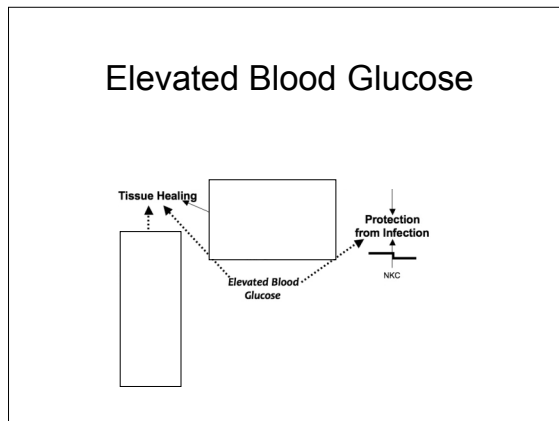 Elevated Blood Glucose
Tissue Healing
Protection
from Infection
NKC
Elevated Blood
Glucose